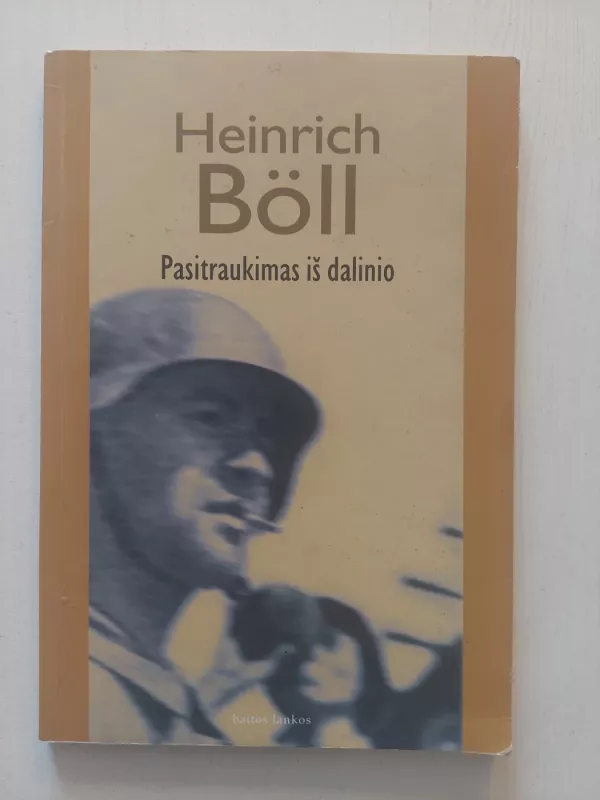 Heinrich
Böll
Pasitraukimas iš dalinio
baltos lankos